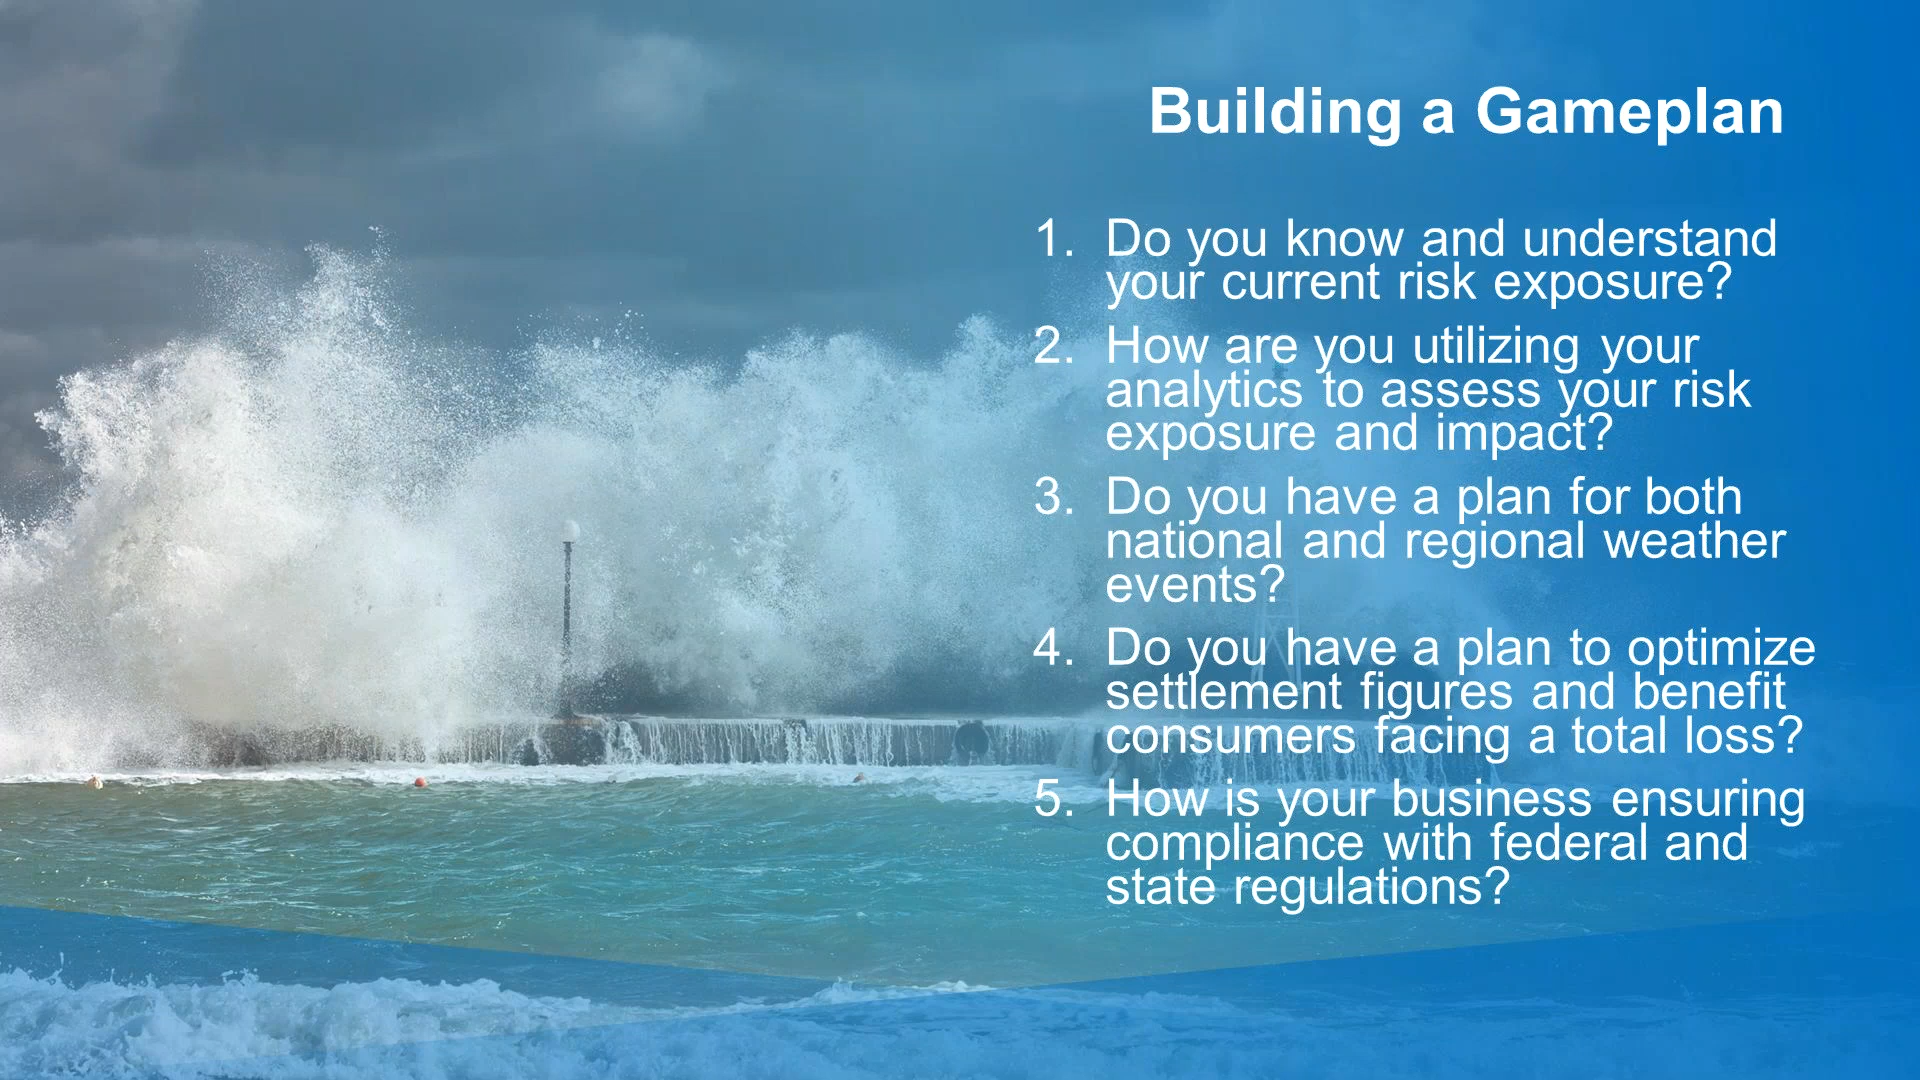 Building a Gameplan
1. Do you know and understand
your current risk exposure?
2. How are you utilizing your
analytics to assess your risk
exposure and impact?
3. Do you have a plan for both
national and regional weather
events?
4. Do you have a plan to optimize
settlement figures and benefit
consumers facing a total loss?
5. How is your business ensuring
compliance with federal and
state regulations?